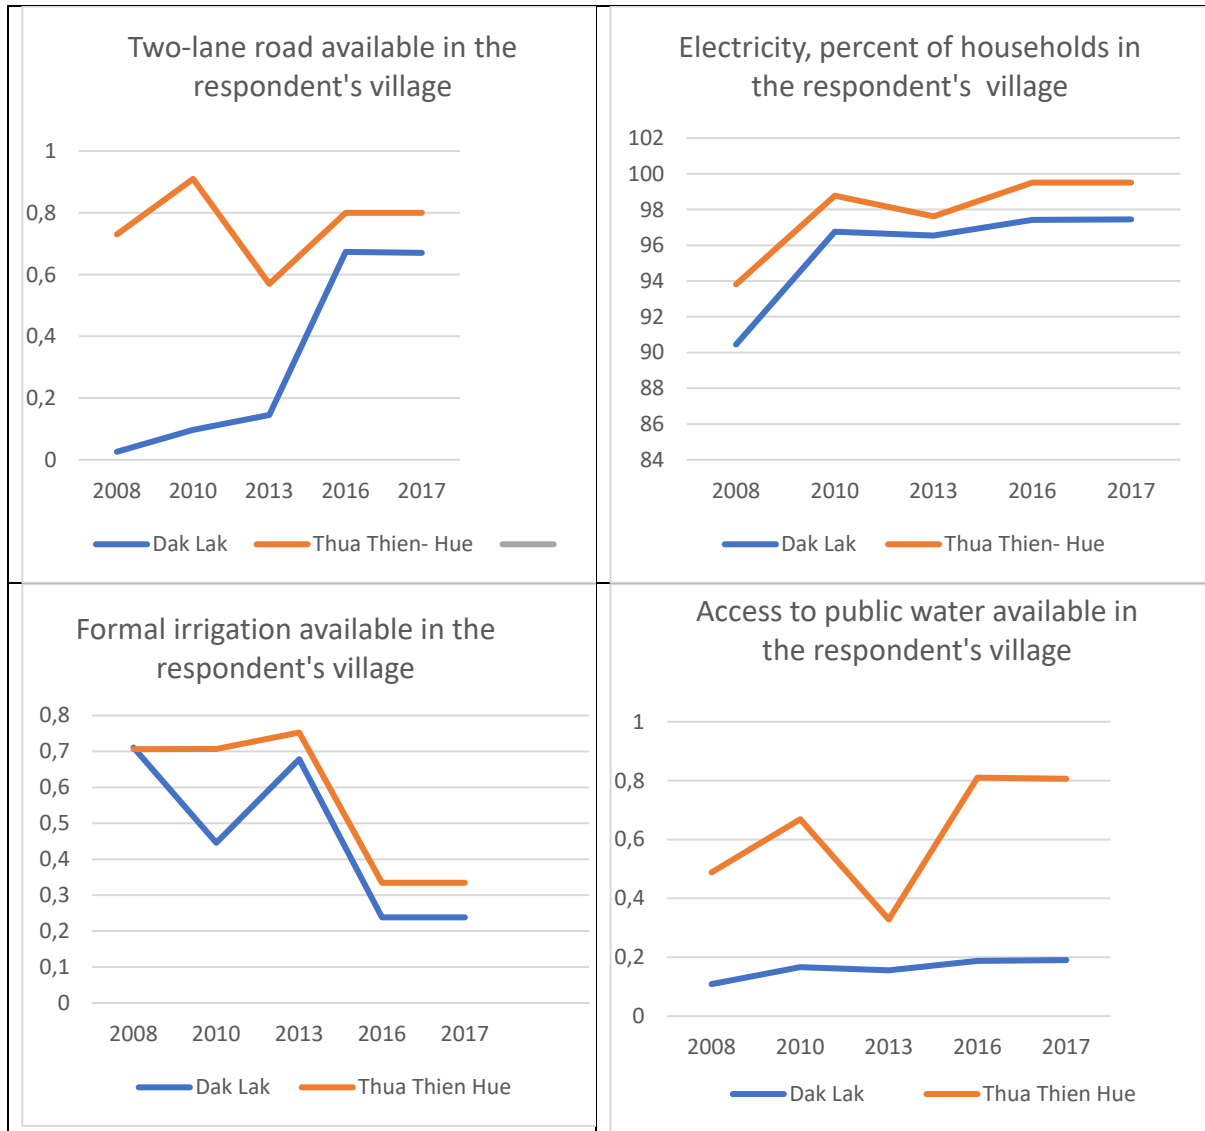 Two-lane road available in the
respondent's village
1
0,8
0,6
0,4
0,2
0
2008 2010 2013 2016 2017
Dak Lak Thua Thien- Hue
Electricity, percent of households in
the respondent's  village
102
100
98
96
94
92
90
88
86
84
2008 2010 2013 2016 2017
Dak Lak Thua Thien- Hue
Formal irrigation available in the
respondent's village
0,8
0,7
0,6
0,5
0,4
0,3
0,2
0,1
0
2008 2010 2013 2016 2017
Dak Lak Thua Thien Hue
Access to public water available in
the respondent's village
1
0,8
0,6
0,4
0,2
0
2008 2010 2013 2016 2017
Dak Lak Thua Thien Hue